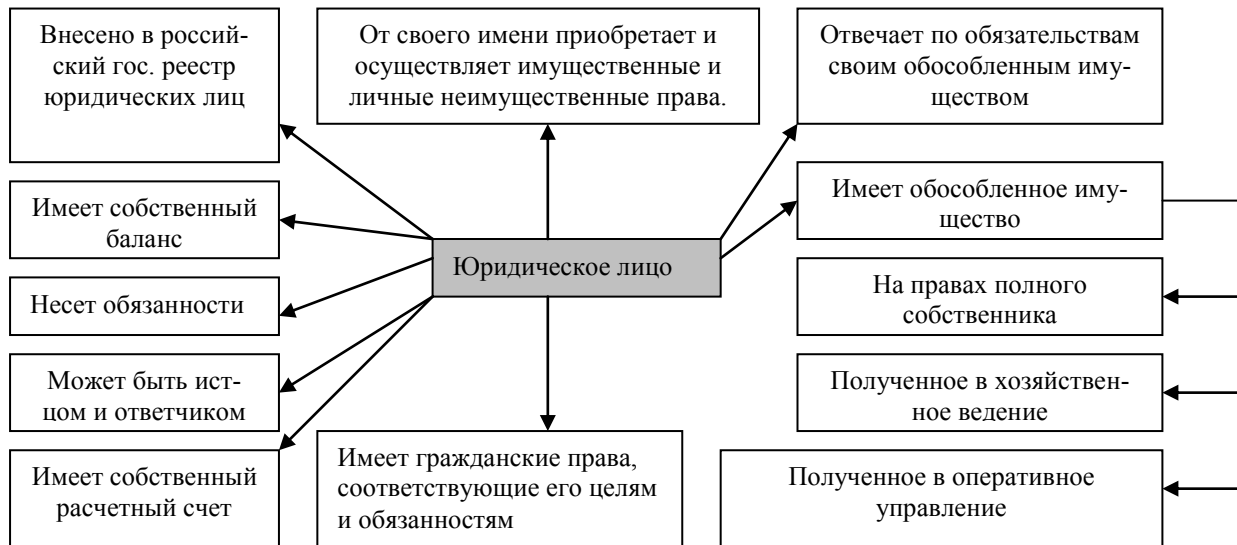 Внесено в россий-
ский гос. реестр
юридических лиц
От своего имени приобретает и
осуществляет имущественные и
личные неимущественные права.
Отвечает по обязательствам
своим обособленным иму-
ществом
Имеет собственный
баланс
Имеет обособленное иму-
щество
Юридическое лицо
Несет обязанности
На правах полного
собственника
Может быть ист-
цом и ответчиком
Полученное в хозяйствен-
ное ведение
Имеет собственный
расчетный счет
Имеет гражданские права,
соответствующие его целям
и обязанностям
Полученное в оперативное
управление